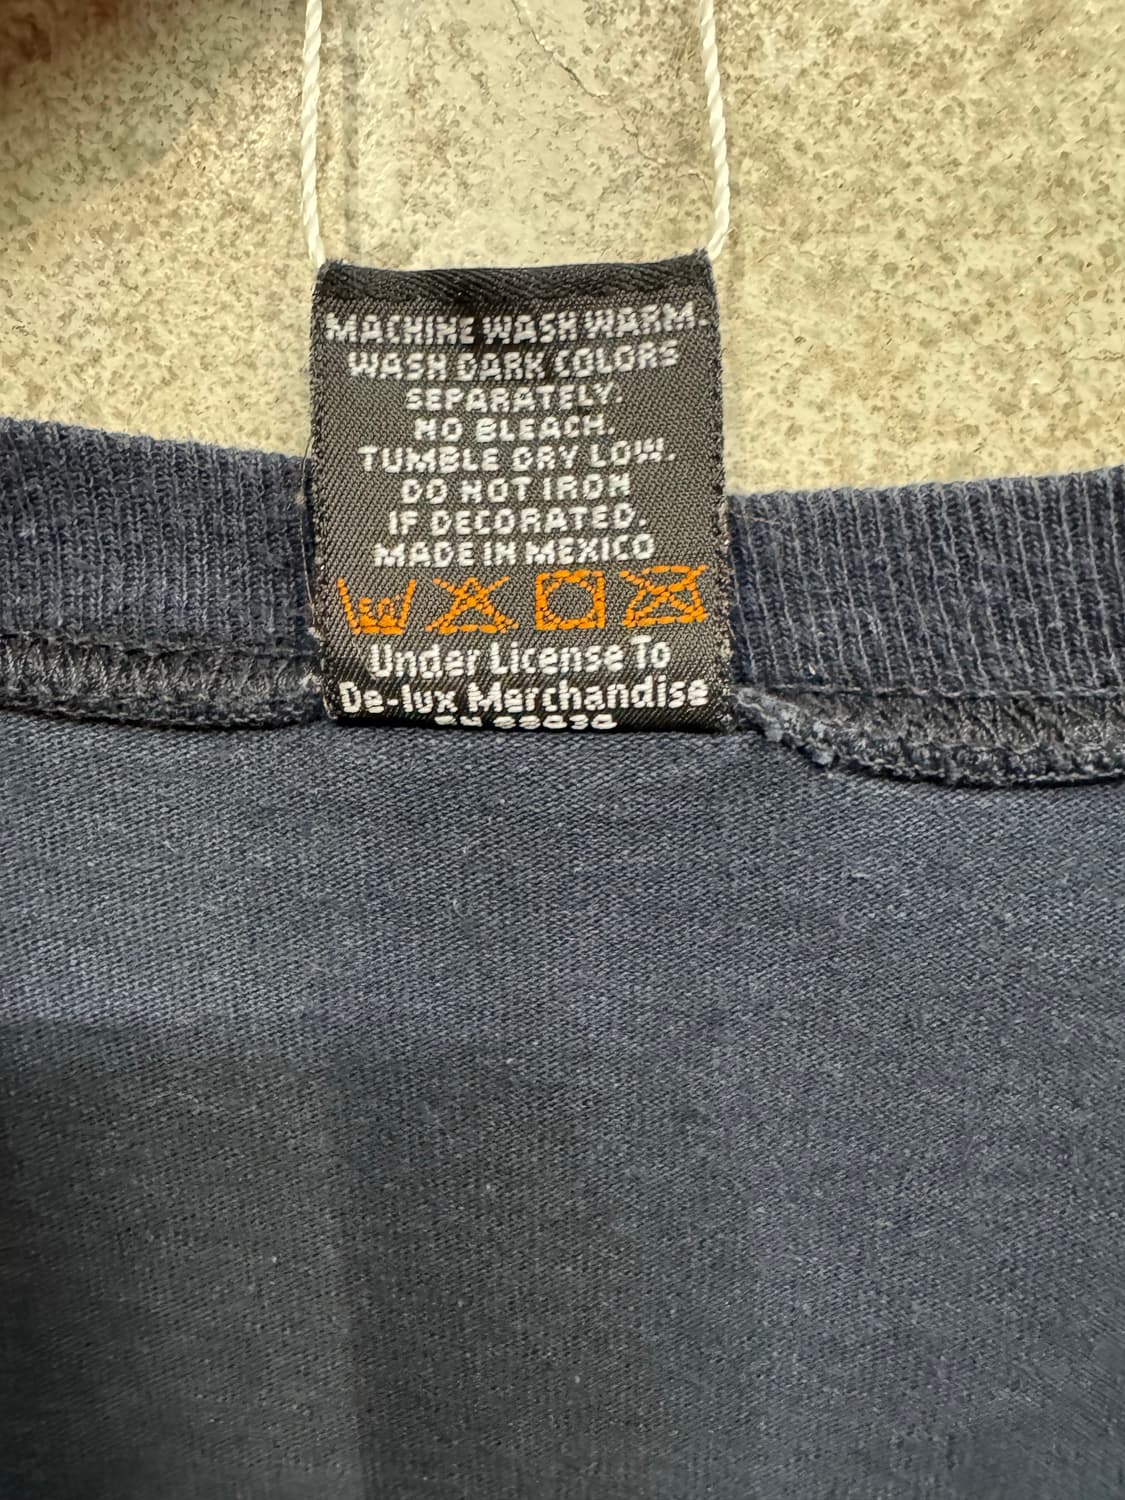 MACHINE WASH WARM.
WASH DARK COLORS
SEPARATELY.
NO BLEACH.
TUMBLE DRY LOW.
DO NOT IRON
IF DECORATED.
MADE IN MEXICO
Under License To
De-lux Merchandise